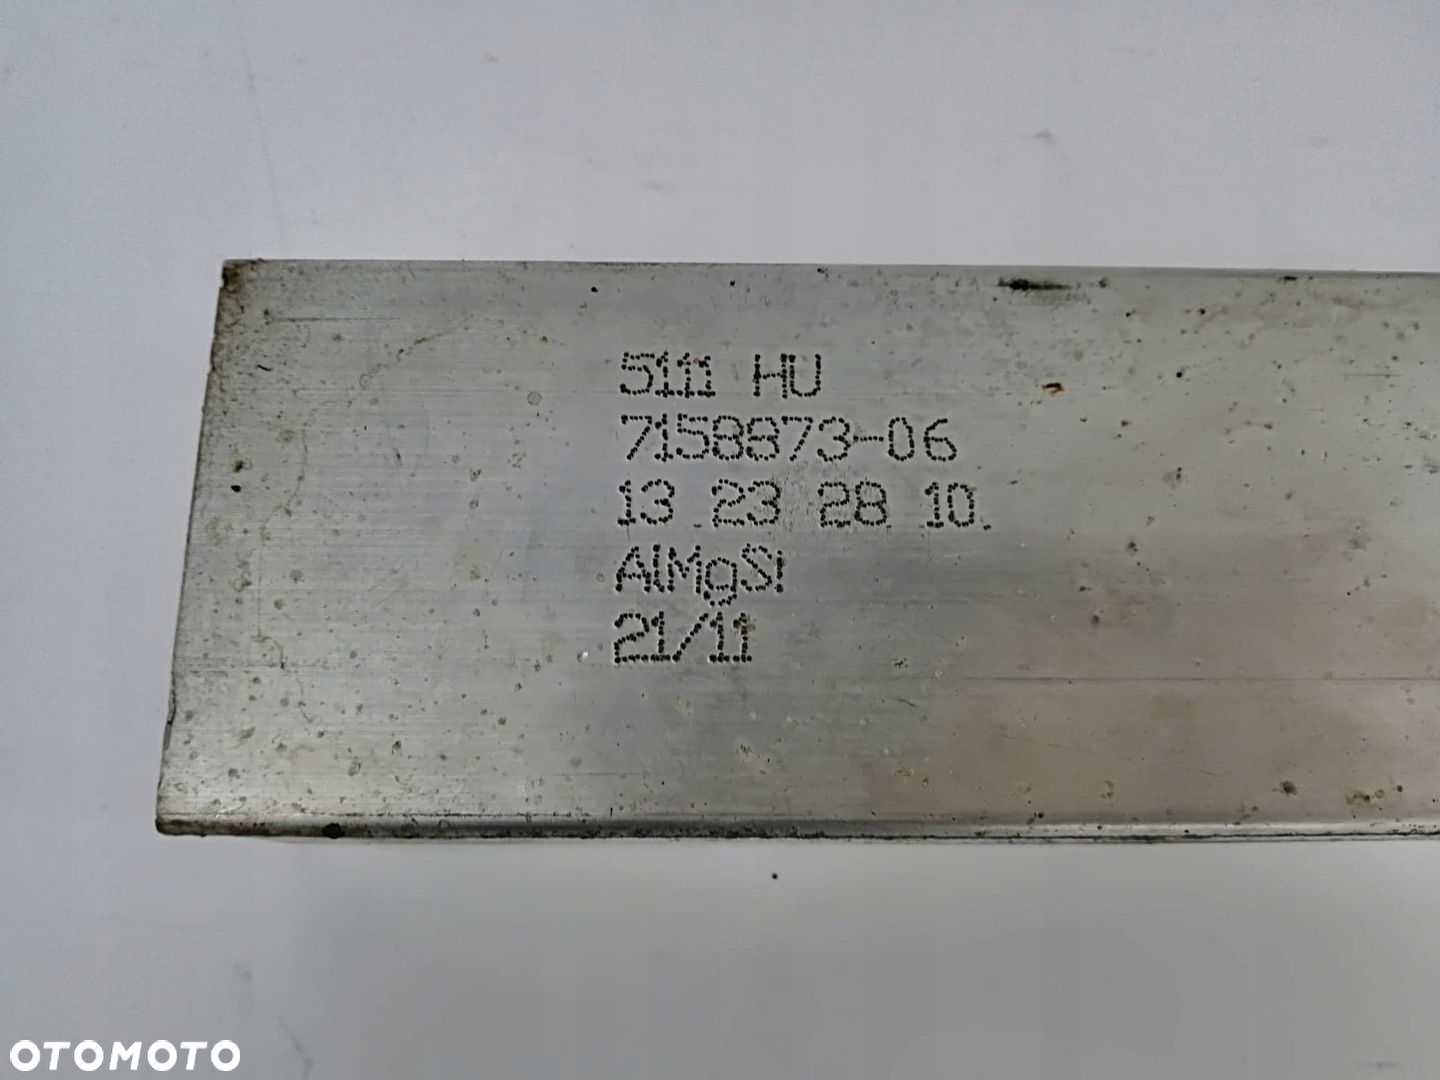 5111 HU
7158873-06
13 23 28 10
AlMgSi
21/11
OTOMOTO